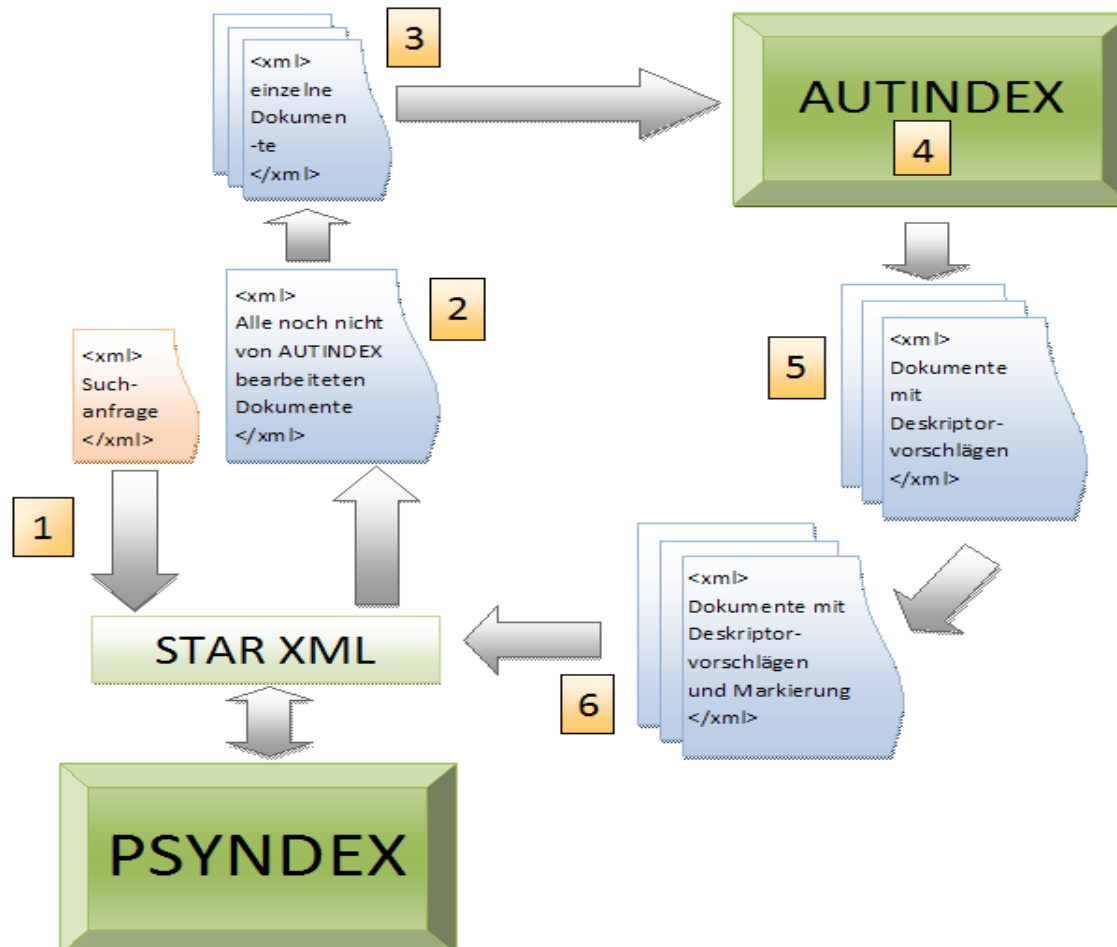 3
<xml>
einzelne
Dokumen
-te
</xml>
AUTINDEX
4
2
<xml>
Alle noch nicht
von AUTINDEX
bearbeiteten
Dokumente
</xml>
<xml>
Such-
anfrage
</xml>
5
<xml>
Dokumente
mit
Deskriptor-
vorschlägen
</xml>
1
<xml>
Dokumente mit
Deskriptor-
vorschlägen
und Markierung
</xml>
6
STAR XML
PSYNDEX